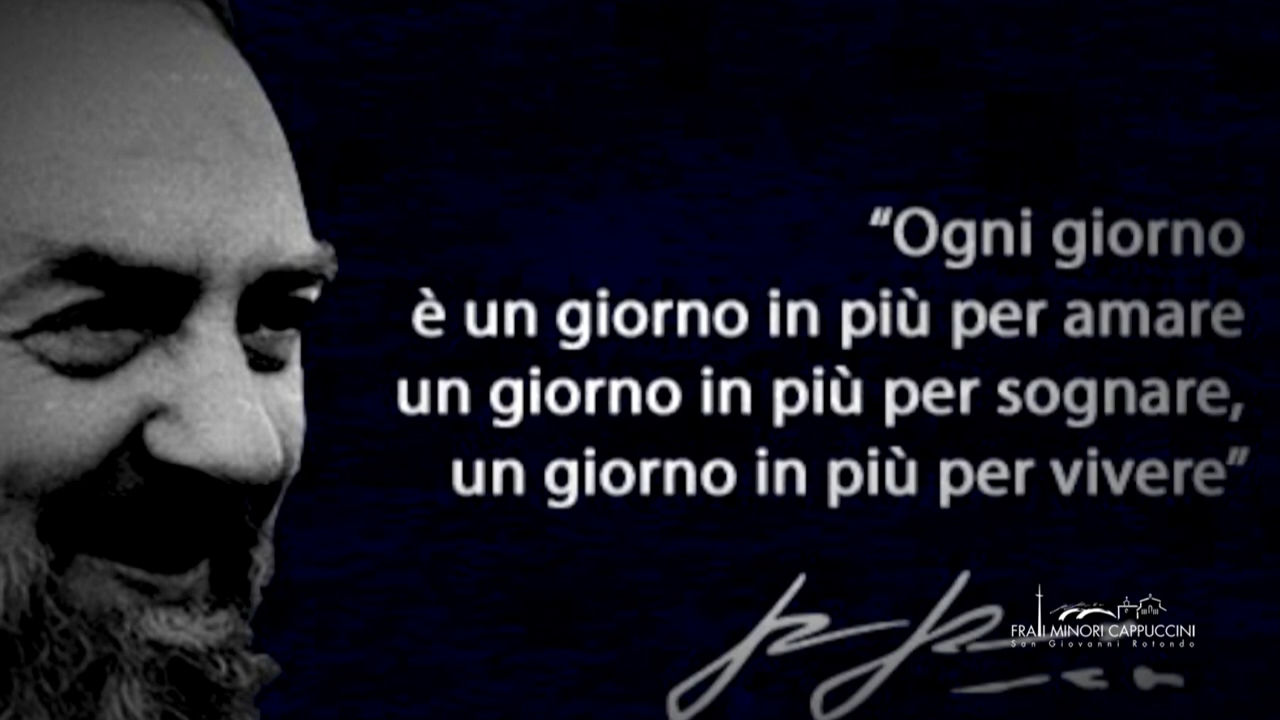 “Ogni giorno
è un giorno in più per amare
un giorno in più per sognare,
un giorno in più per vivere”
FRATI MINORI CAPPUCCINI
San Giovanni Rotondo